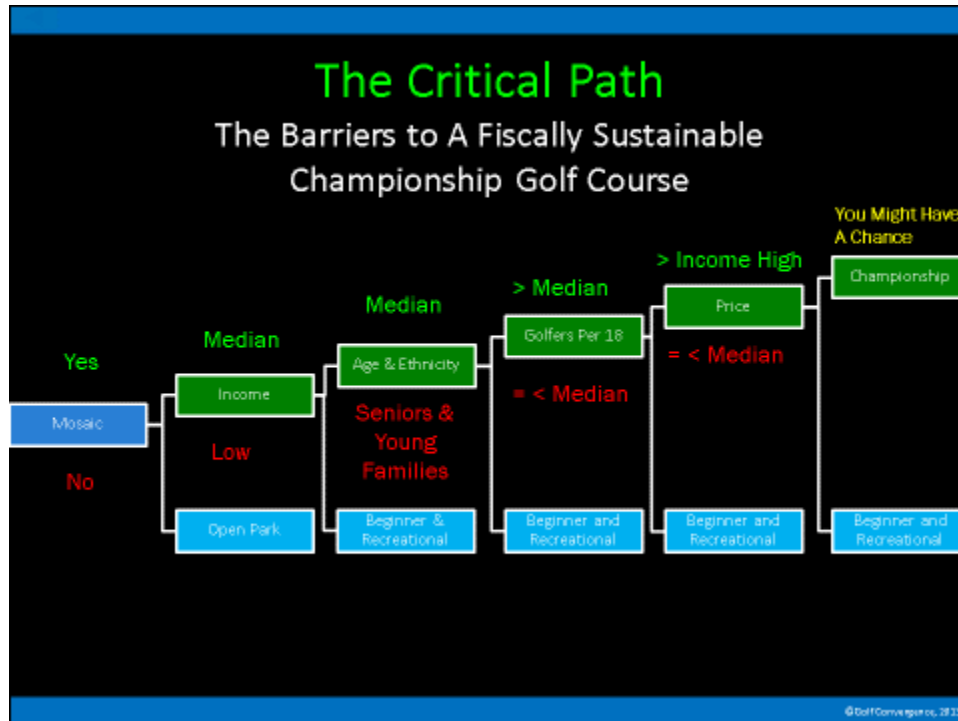 The Critical Path
The Barriers to A Fiscally Sustainable
Championship Golf Course
You Might Have
A Chance
> Income High
Championship
> Median
Price
Median
Golfers Per 18
= < Median
Median
Age & Ethnicity
= < Median
Yes
Income
Seniors &
Young
Families
Mosaic
Low
No
Open Park
Beginner &
Recreational
Beginner and
Recreational
Beginner and
Recreational
Beginner and
Recreational
©Golf Convergence,